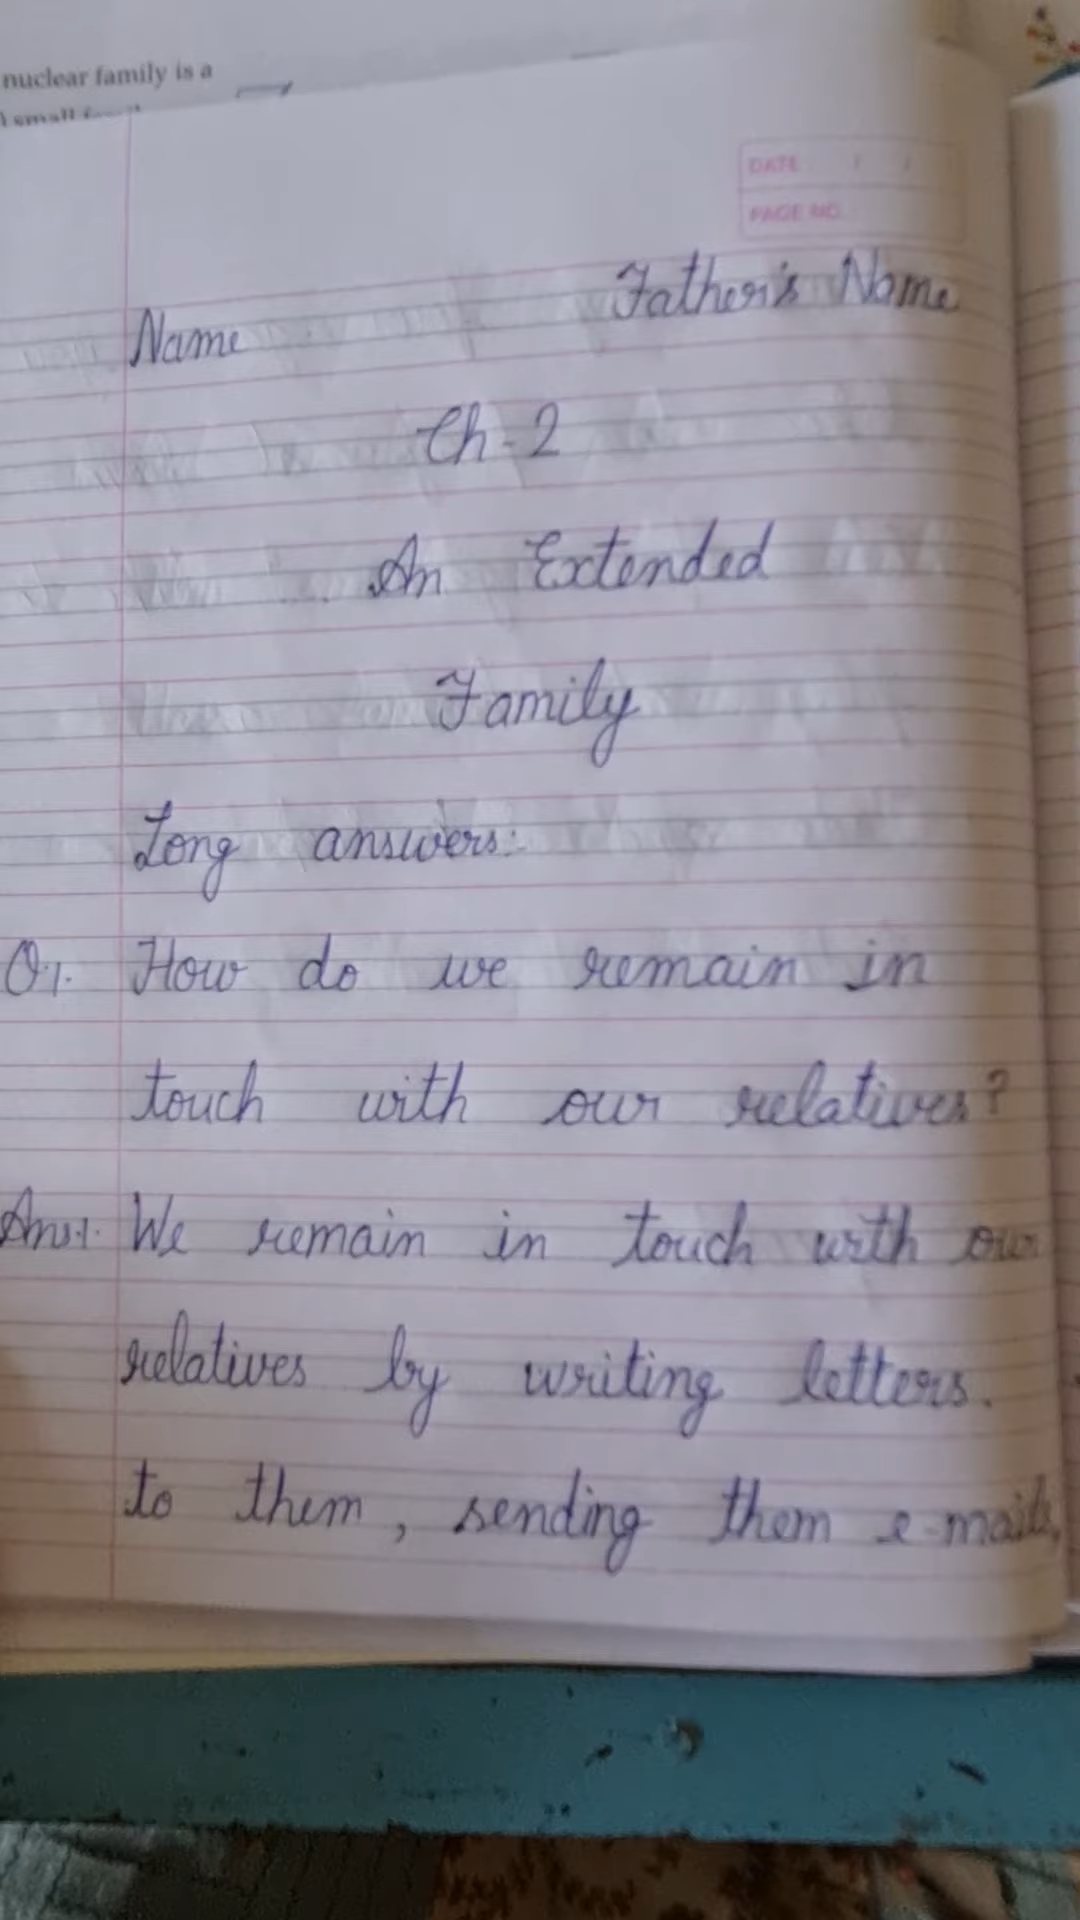 nuclear family is a
small
DATE / /
PAGE NO.
Father's Name
Name
Ch-2
An Extended
Family
Long answers:
Q1. How do we remain in
touch with our relatives?
Ans1. We remain in touch with our
relatives by writing letters.
to them, sending them e-mails,